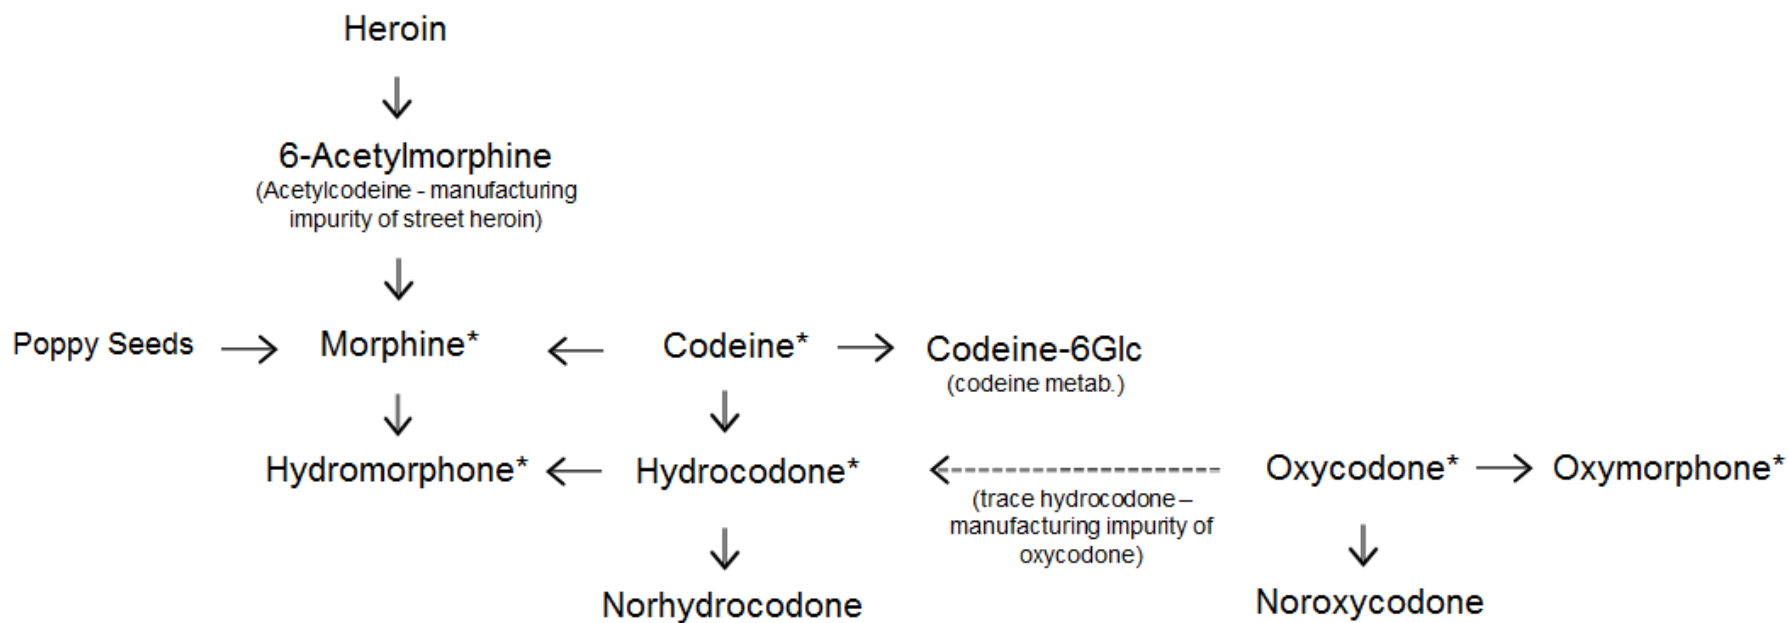 Heroin
6-Acetylmorphine
(Acetylcodeine - manufacturing
impurity of street heroin)
Poppy Seeds
Morphine*
Codeine*
Codeine-6Glc
(codeine metab.)
Hydromorphone*
Hydrocodone*
(trace hydrocodone –
manufacturing impurity of
oxycodone)
Oxycodone*
Oxymorphone*
Norhydrocodone
Noroxycodone